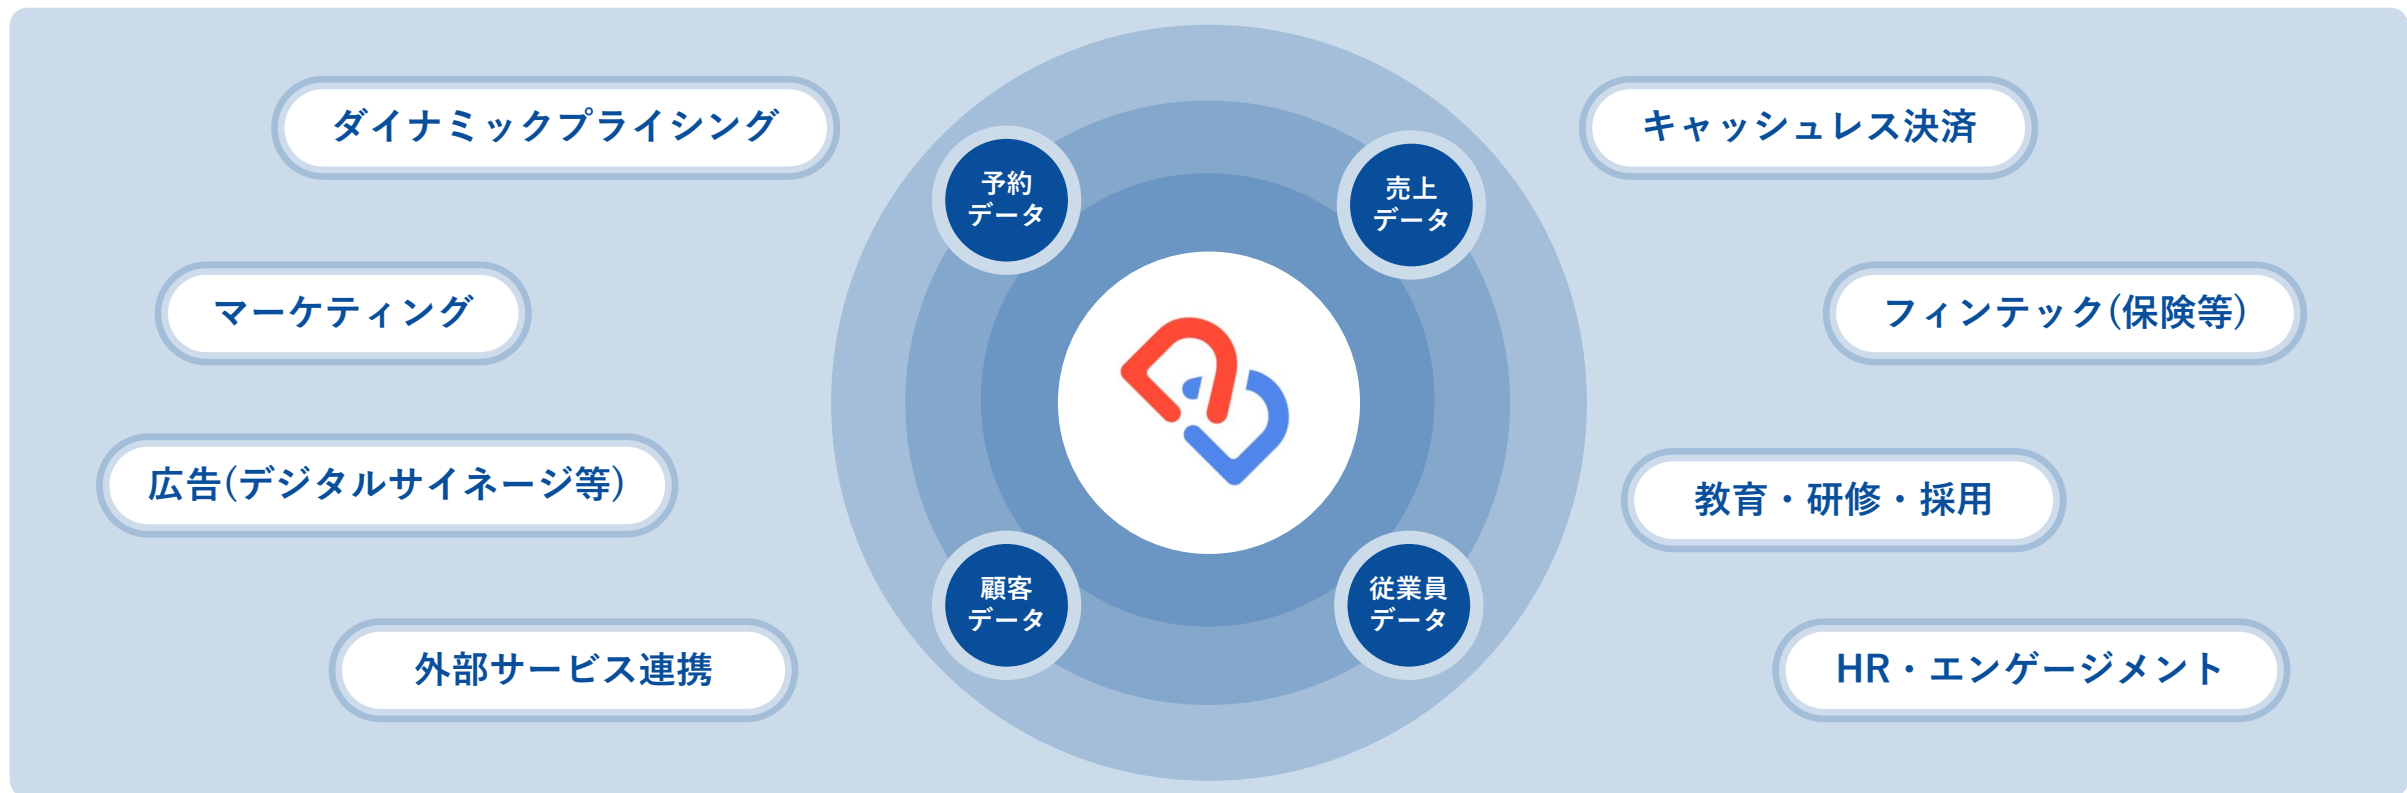 ダイナミックプライシング
マーケティング
広告(デジタルサイネージ等)
外部サービス連携
予約
データ
売上
データ
顧客
データ
従業員
データ
キャッシュレス決済
フィンテック(保険等)
教育・研修・採用
HR・エンゲージメント